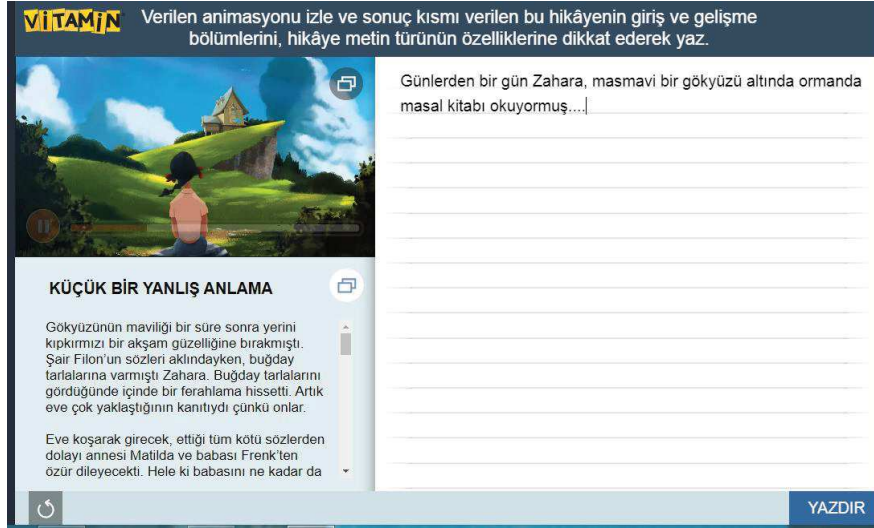 VİTAMİN
Verilen animasyonu izle ve sonuç kısmı verilen bu hikâyenin giriş ve gelişme
bölümlerini, hikâye metin türünün özelliklerine dikkat ederek yaz.
Günlerden bir gün Zahara, masmavi bir gökyüzü altında ormanda
masal kitabı okuyormuş....
KÜÇÜK BİR YANLIŞ ANLAMA
Gökyüzünün maviliği bir süre sonra yerini
kıpkırmızı bir akşam güzelliğine bırakmıştı.
Şair Filon'un sözleri aklındayken, buğday
tarlalarına varmıştı Zahara. Buğday tarlalarını
gördüğünde içinde bir ferahlama hissetti. Artık
eve çok yaklaştığının kanıtıydı çünkü onlar.
Eve koşarak girecek, ettiği tüm kötü sözlerden
dolayı annesi Matilda ve babası Frenk'ten
özür dileyecekti. Hele ki babasını ne kadar da
YAZDIR